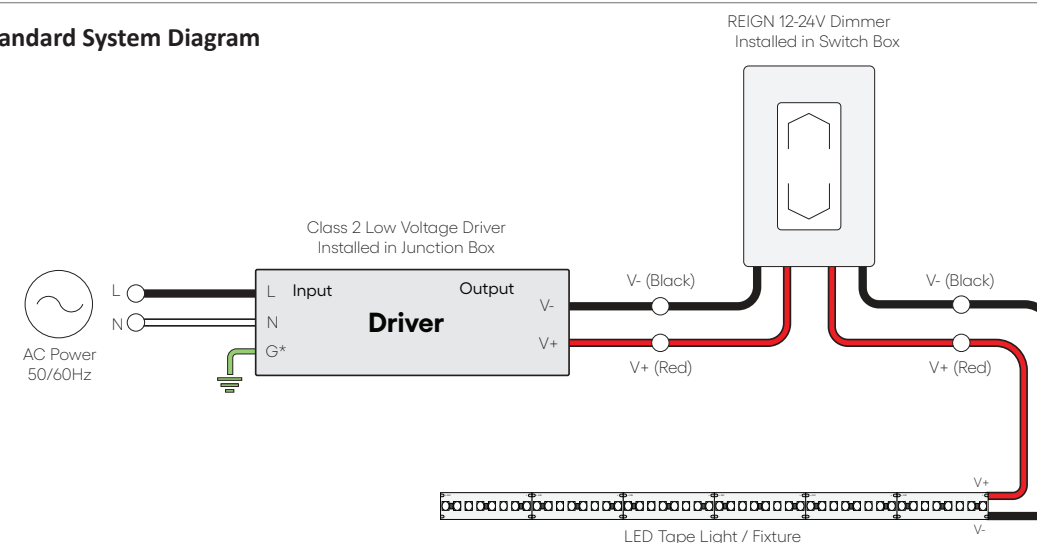 andard System Diagram
REIGN 12-24V Dimmer
Installed in Switch Box
Class 2 Low Voltage Driver
Installed in Junction Box
L
N
AC Power
50/60Hz
L
Input
Output
N
Driver
G*
V-
V+
V- (Black)
V+ (Red)
V- (Black)
V+ (Red)
V+
V-
LED Tape Light / Fixture